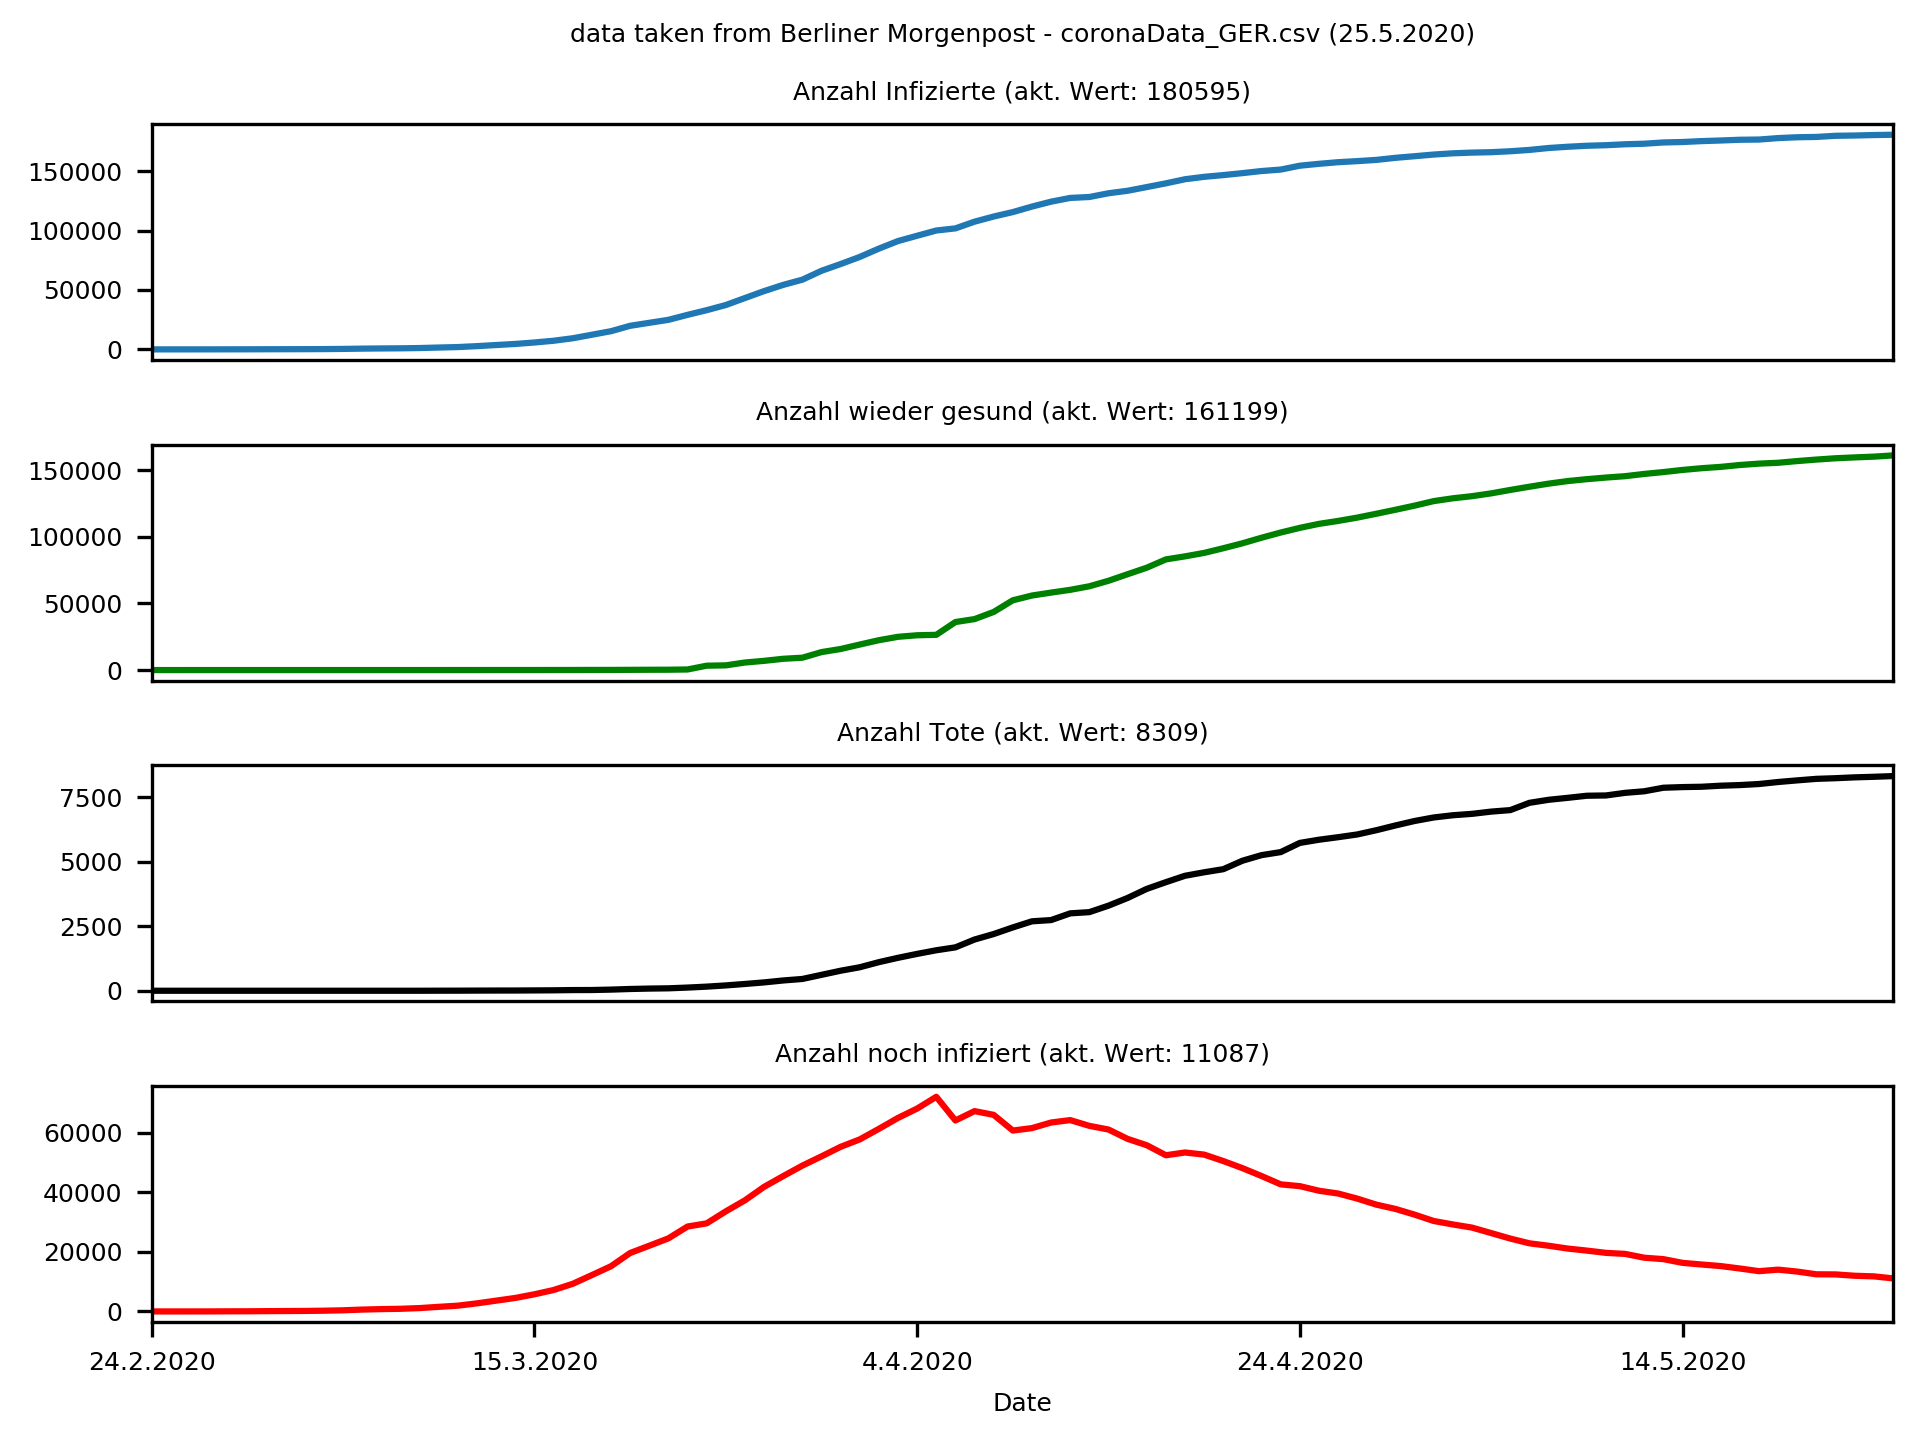 data taken from Berliner Morgenpost - coronaData_GER.csv (25.5.2020)
Anzahl Infizierte (akt. Wert: 180595)
150000
100000
50000
0
Anzahl wieder gesund (akt. Wert: 161199)
150000
100000
50000
0
Anzahl Tote (akt. Wert: 8309)
7500
5000
2500
0
Anzahl noch infiziert (akt. Wert: 11087)
60000
40000
20000
0
24.2.2020 15.3.2020 4.4.2020 24.4.2020 14.5.2020
Date